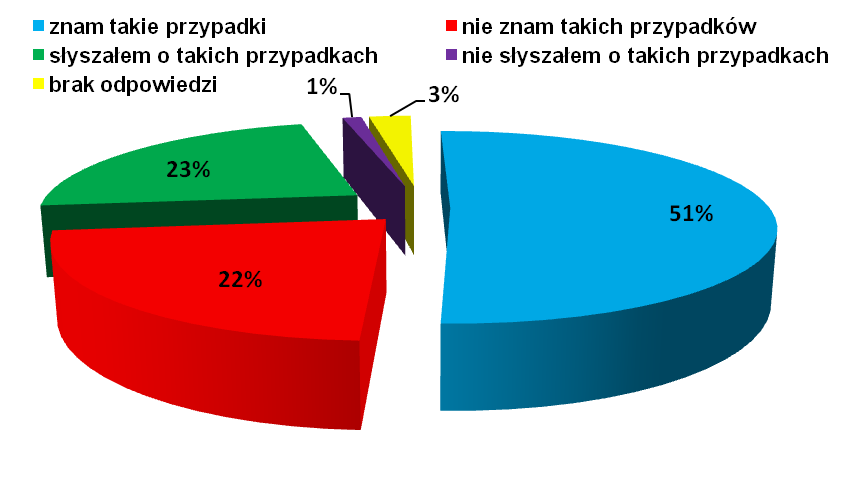 znam takie przypadki
nie znam takich przypadków
słyszałem o takich przypadkach
nie słyszałem o takich przypadkach
brak odpowiedzi
1%
3%
23%
51%
22%